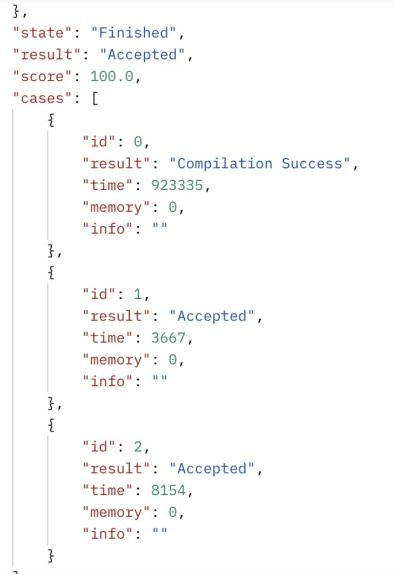 },
"state": "Finished",
"result": "Accepted",
"score": 100.0,
"cases": [
{
"id": 0,
"result": "Compilation Success",
"time": 923335,
"memory": 0,
"info": ""
},
{
"id": 1,
"result": "Accepted",
"time": 3667,
"memory": 0,
"info": ""
},
{
"id": 2,
"result": "Accepted",
"time": 8154,
"memory": 0,
"info": ""
}